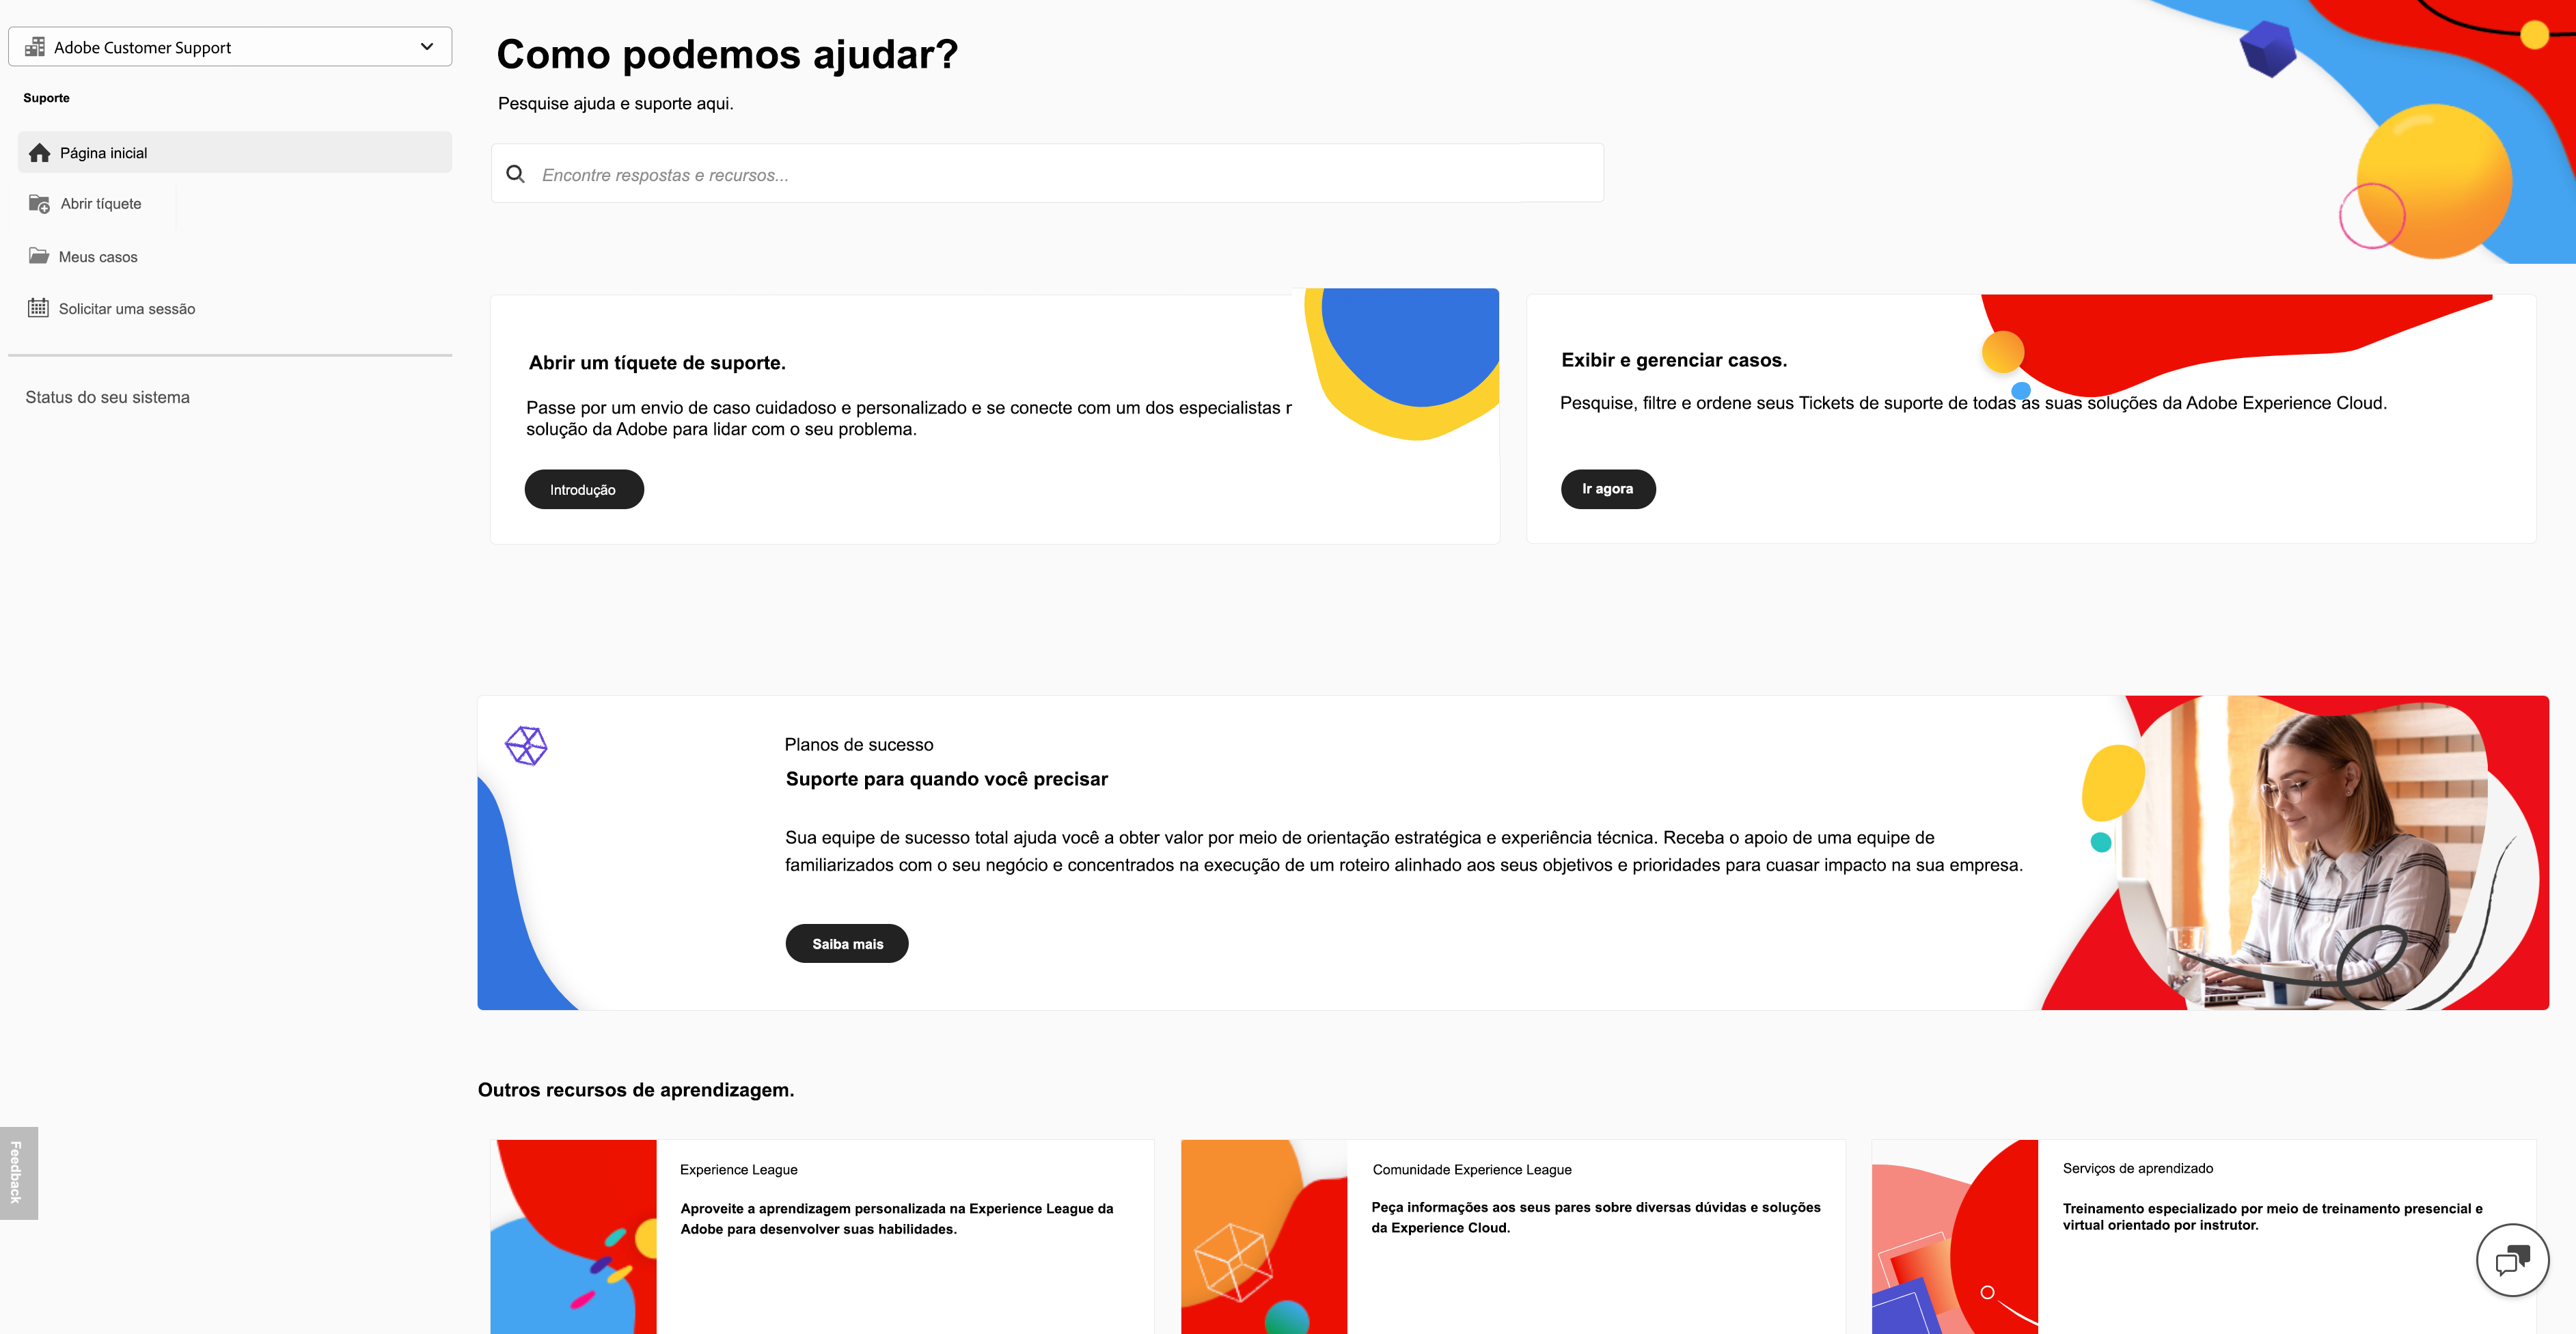 Adobe Customer Support
Suporte
Página inicial
Abrir tíquete
Meus casos
Solicitar uma sessão
Status do seu sistema
Como podemos ajudar?
Pesquise ajuda e suporte aqui.
Encontre respostas e recursos...
Abrir um tíquete de suporte.
Passe por um envio de caso cuidadoso e personalizado e se conecte com um dos especialistas r
solução da Adobe para lidar com o seu problema.
Introdução
Exibir e gerenciar casos.
Pesquise, filtre e ordene seus Tickets de suporte de todas as suas soluções da Adobe Experience Cloud.
Ir agora
Planos de sucesso
Suporte para quando você precisar
Sua equipe de sucesso total ajuda você a obter valor por meio de orientação estratégica e experiência técnica. Receba o apoio de uma equipe de
familiarizados com o seu negócio e concentrados na execução de um roteiro alinhado aos seus objetivos e prioridades para cuasar impacto na sua empresa.
Saiba mais
Outros recursos de aprendizagem.
Experience League
Aproveite a aprendizagem personalizada na Experience League da
Adobe para desenvolver suas habilidades.
Comunidade Experience League
Peça informações aos seus pares sobre diversas dúvidas e soluções
da Experience Cloud.
Serviços de aprendizado
Treinamento especializado por meio de treinamento presencial e
virtual orientado por instrutor.
Feedback